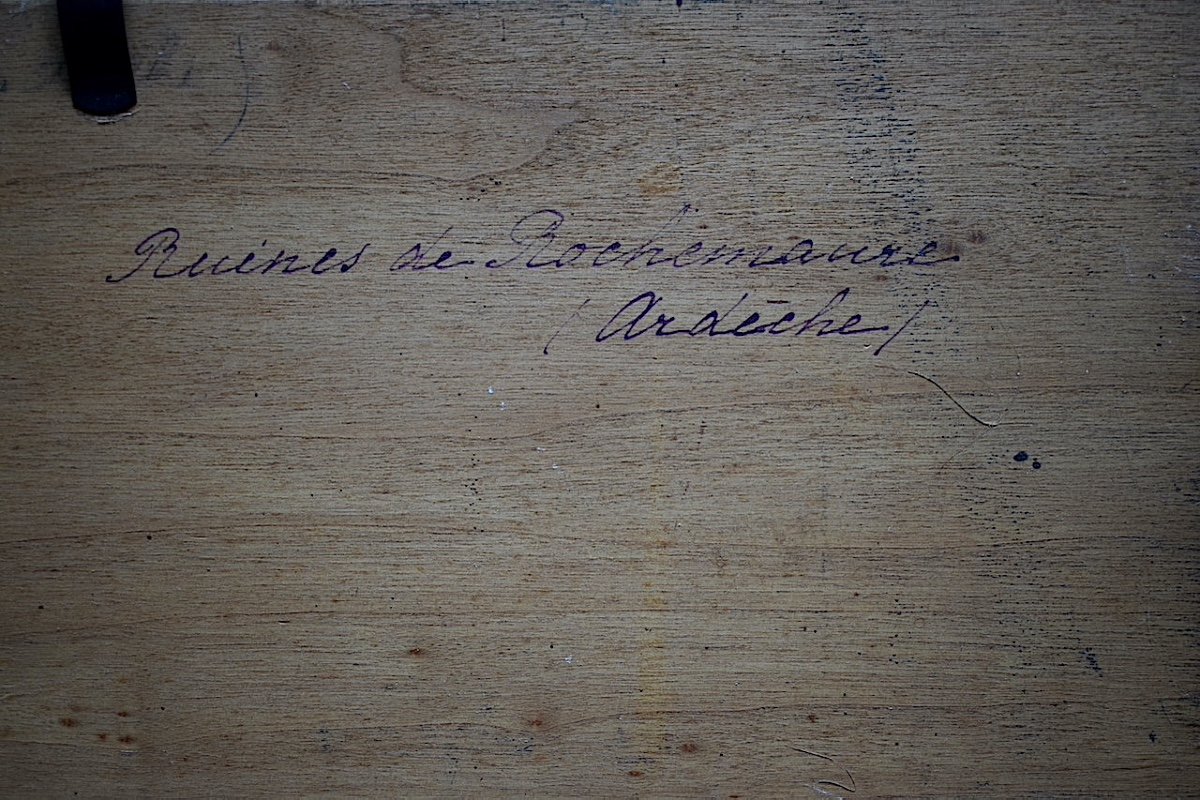 Ruines de Rochemaure
(Ardèche)